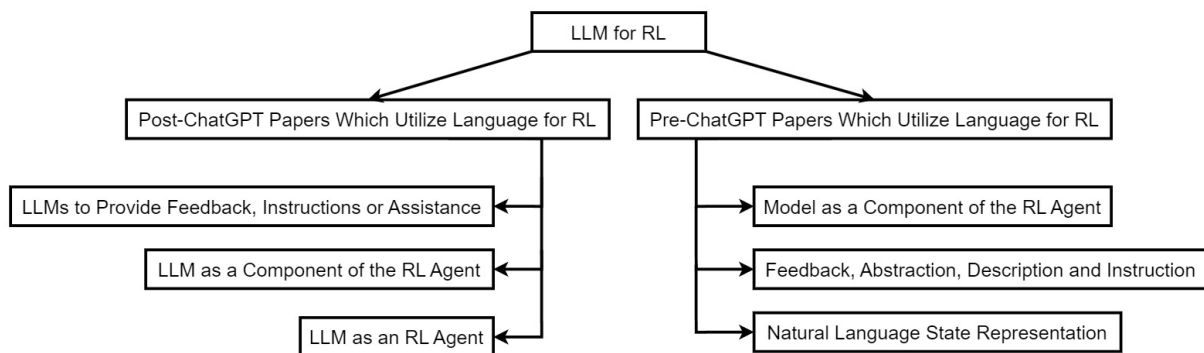 LLM for RL
Post-ChatGPT Papers Which Utilize Language for RL
Pre-ChatGPT Papers Which Utilize Language for RL
LLMs to Provide Feedback, Instructions or Assistance
Model as a Component of the RL Agent
LLM as a Component of the RL Agent
Feedback, Abstraction, Description and Instruction
LLM as an RL Agent
Natural Language State Representation